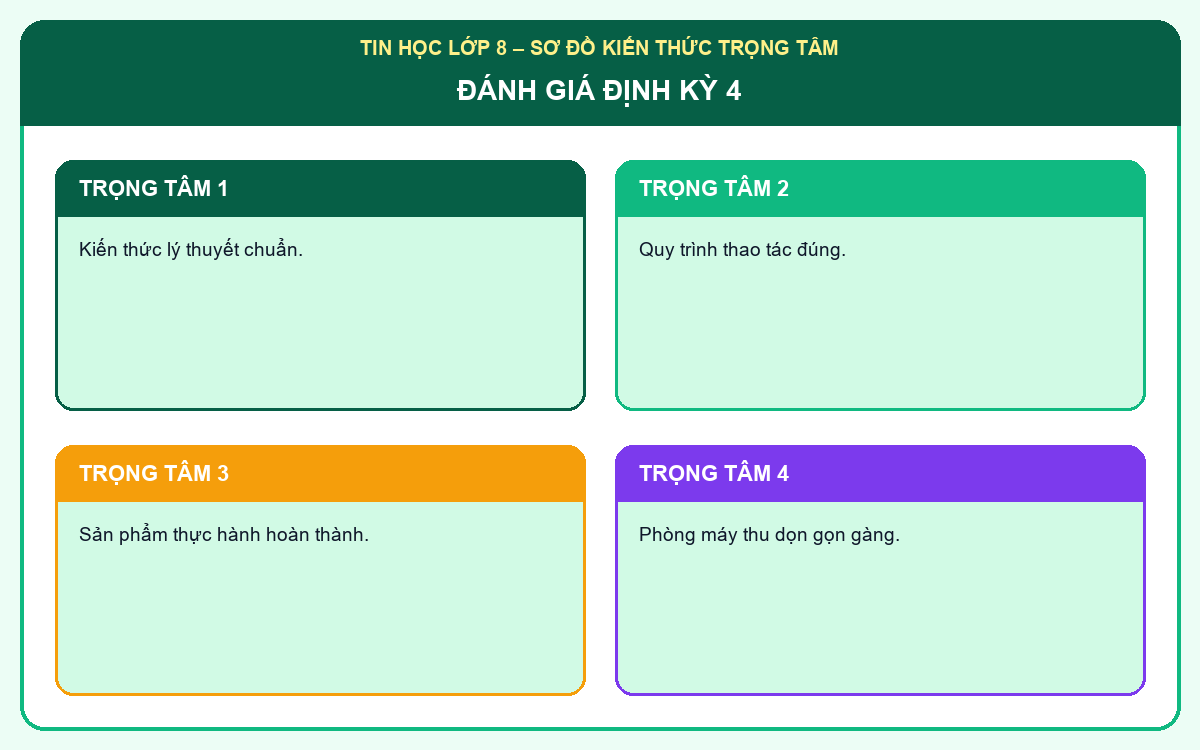 TIN HỌC LỚP 8 – SƠ ĐỒ KIẾN THỨC TRỌNG TÂM
ĐÁNH GIÁ ĐỊNH KỲ 4
TRỌNG TÂM 1
Kiến thức lý thuyết chuẩn.
TRỌNG TÂM 2
Quy trình thao tác đúng.
TRỌNG TÂM 3
Sản phẩm thực hành hoàn thành.
TRỌNG TÂM 4
Phòng máy thu dọn gọn gàng.